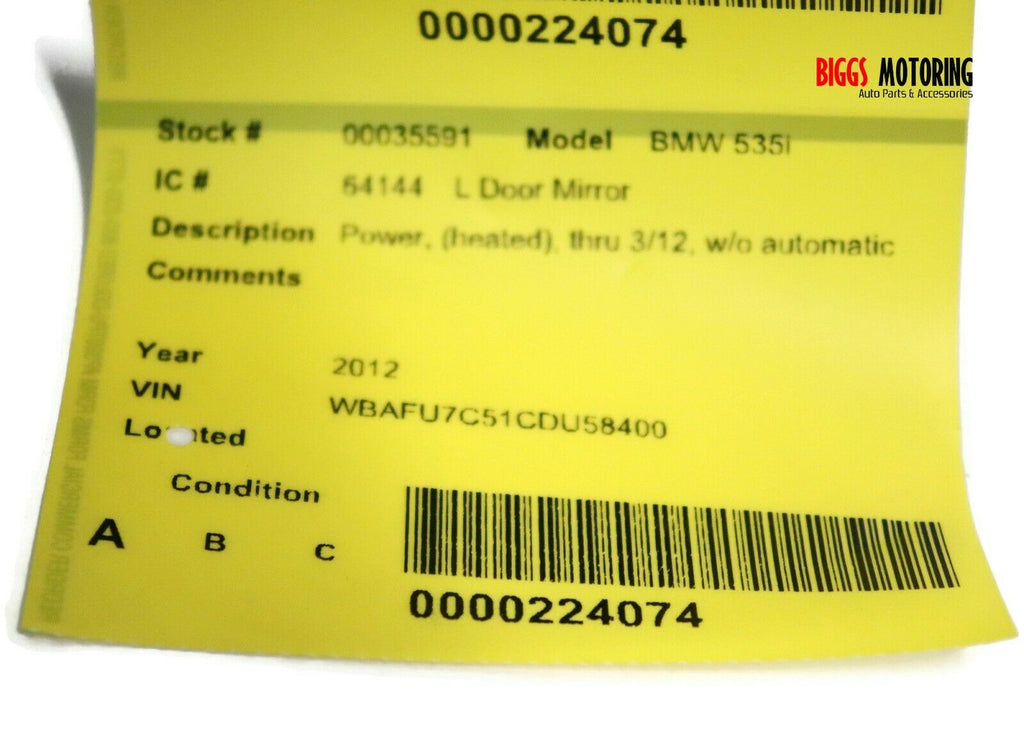 0000224074
BIGGS MOTORING
Auto Parts & Accessories
Stock # 00035591 Model BMW 535I
IC # 64144 L Door Mirror
Description Power, (heated), thru 3/12, w/o automatic
Comments
Year 2012
VIN WBAFU7C51CDU58400
Condition
A B C
0000224074